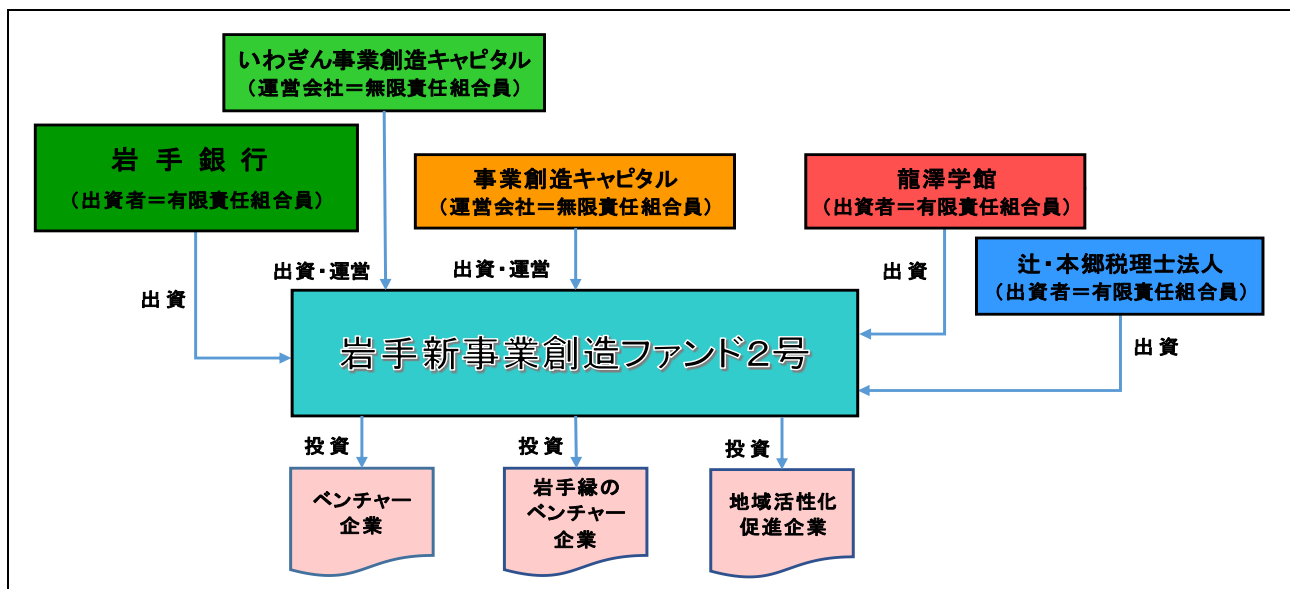 いわぎん事業創造キャピタル
（運営会社＝無限責任組合員）
岩手銀行
（出資者＝有限責任組合員）
事業創造キャピタル
（運営会社＝無限責任組合員）
龍澤学館
（出資者＝有限責任組合員）
辻・本郷税理士法人
（出資者＝有限責任組合員）
出資
出資・運営
出資・運営
出資
出資
岩手新事業創造ファンド２号
投資
投資
投資
ベンチャー
企業
岩手縁の
ベンチャー
企業
地域活性化
促進企業